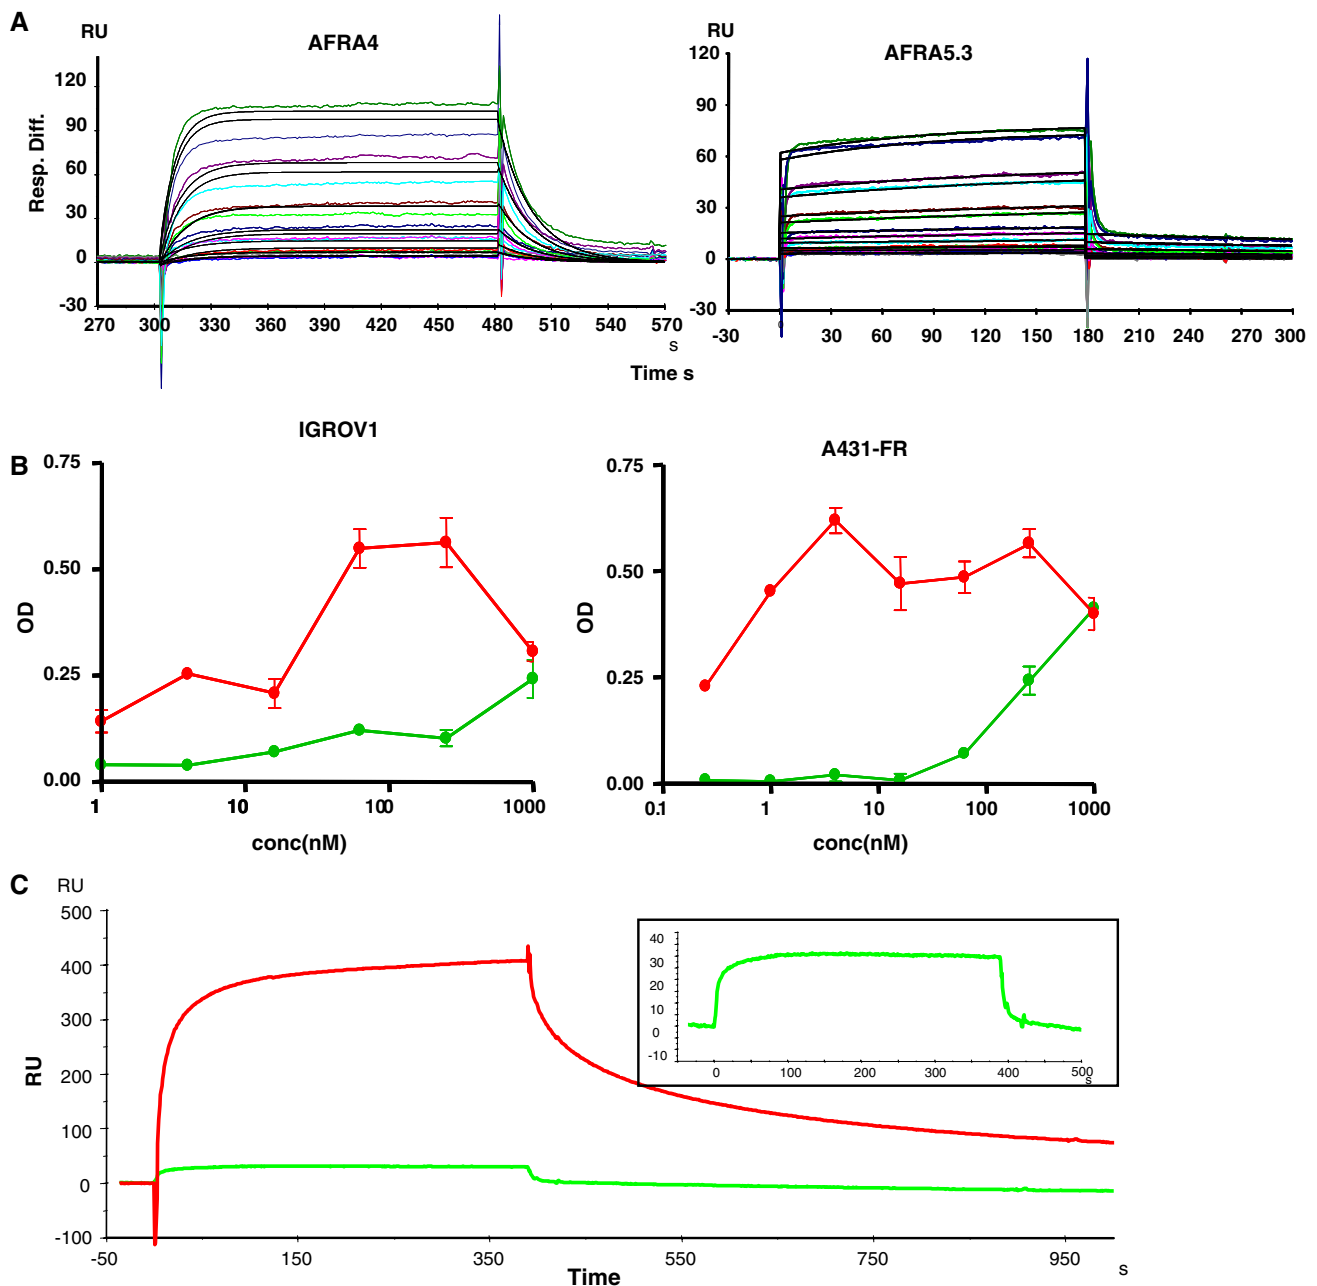 A
RU
AFRA4
Resp. Diff.
120
90
60
30
0
-30
270 300 330 360 390 420 450 480 510 540 570
s
RU
AFRA5.3
120
90
60
30
0
-30
-30 0 30 60 90 120 150 180 210 240 270 300
Time s
B
IGROV1
OD
0.75
0.50
0.25
0.00
1 10 100 1000
conc(nM)
A431-FR
OD
0.75
0.50
0.25
0.00
0.1 1 10 100 1000
conc(nM)
C
RU
RU
500
400
300
200
100
0
-100
-50 150 350 550 750 950
s
Time
40
30
20
10
0
-10
0 100 200 300 400 500
s